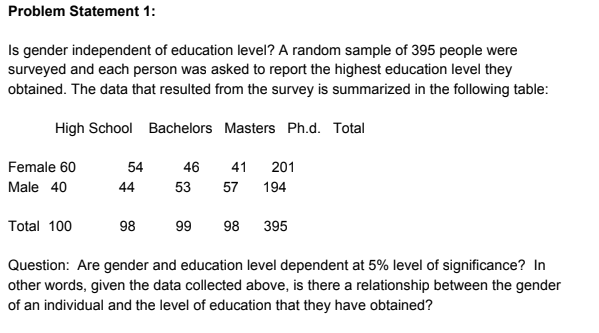 Problem Statement 1:
Is gender independent of education level? A random sample of 395 people were
surveyed and each person was asked to report the highest education level they
obtained. The data that resulted from the survey is summarized in the following table:
High School Bachelors Masters Ph.d. Total
Female 60 54 46 41 201
Male 40 44 53 57 194
Total 100 98 99 98 395
Question: Are gender and education level dependent at 5% level of significance? In
other words, given the data collected above, is there a relationship between the gender
of an individual and the level of education that they have obtained?